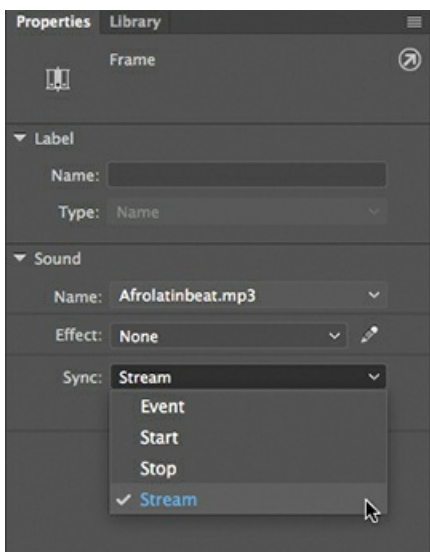 Properties Library
Frame
Label
Name:
Type: Name
Sound
Name: Afrolatinbeat.mp3
Effect: None
Sync: Stream
Event
Start
Stop
Stream